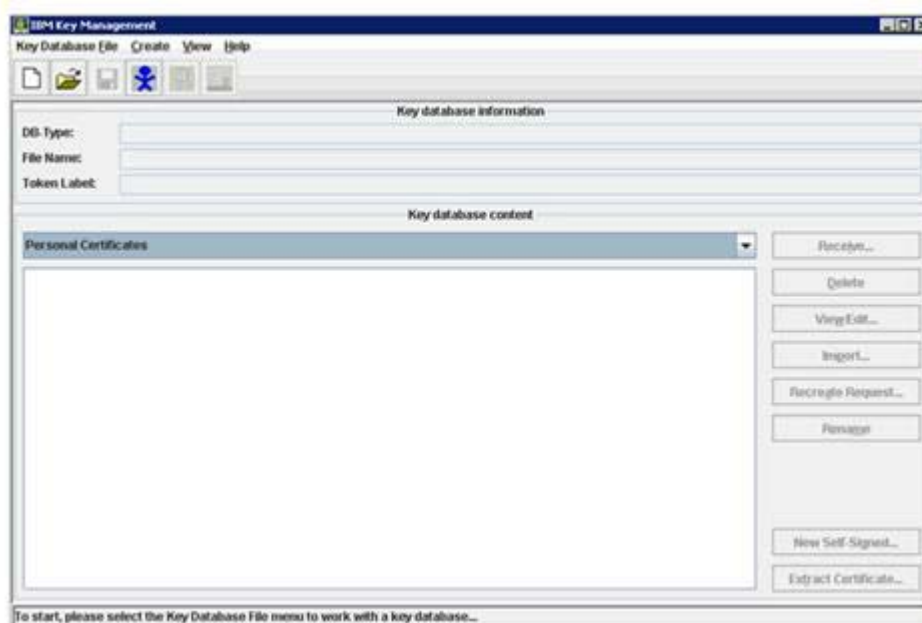 IBM Key Management
Key Database File Create View Help
Key database information
DB-Type:
File Name:
Token Label:
Key database content
Personal Certificates
Receive...
Delete
View/Edit...
Import...
Recreate Request...
Rename
New Self-Signed...
Extract Certificate...
To start, please select the Key Database File menu to work with a key database...